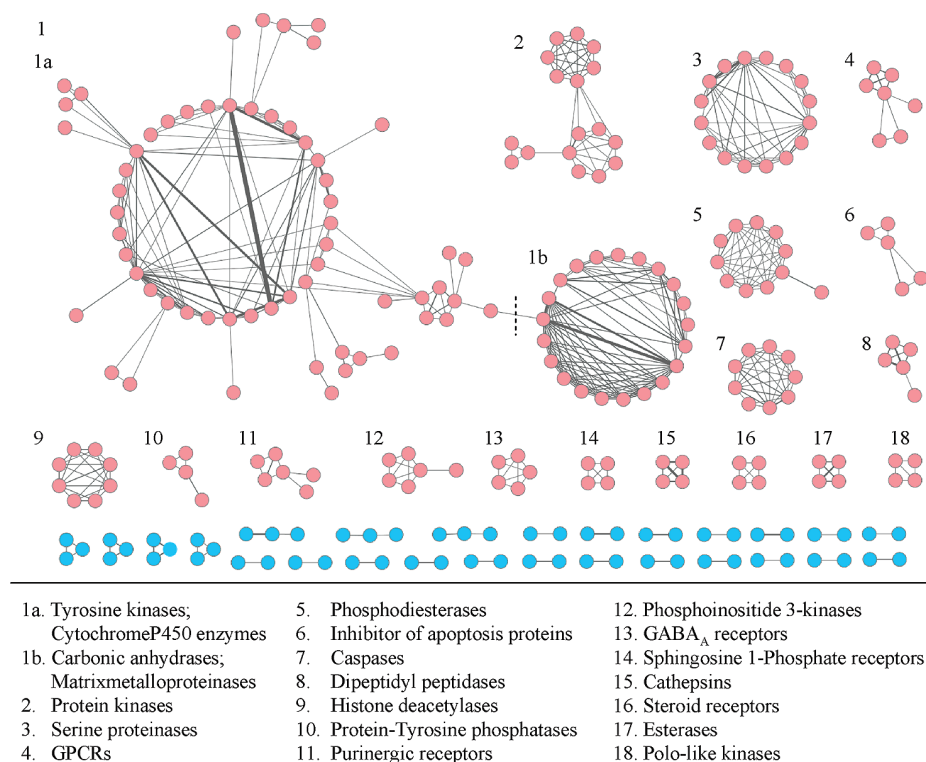 1
1a
2
3
4
5
6
1b
7
8
9
10
11
12
13
14
15
16
17
18
1a. Tyrosine kinases;
CytochromeP450 enzymes
1b. Carbonic anhydrases;
Matrixmetalloproteinases
2. Protein kinases
3. Serine proteinases
4. GPCRs
5. Phosphodiesterases
6. Inhibitor of apoptosis proteins
7. Caspases
8. Dipeptidyl peptidases
9. Histone deacetylases
10. Protein-Tyrosine phosphatases
11. Purinergic receptors
12. Phosphoinositide 3-kinases
13. GABAA receptors
14. Sphingosine 1-Phosphate receptors
15. Cathepsins
16. Steroid receptors
17. Esterases
18. Polo-like kinases